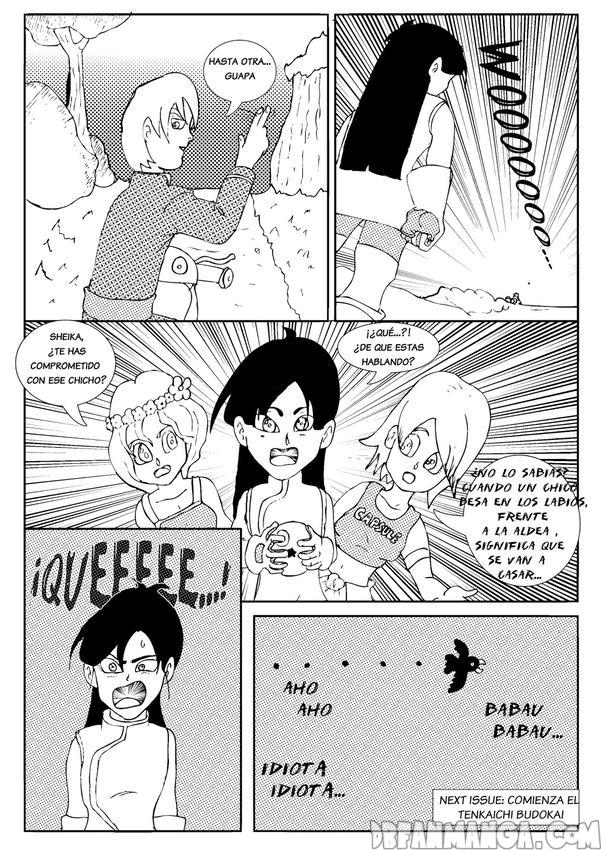 HASTA OTRA...
GUAPA
WOOOOOOO...
SHEIKA,
¿TE HAS
COMPROMETIDO
CON ESE CHICHO?
¡¿QUÉ...?!
¿DE QUE ESTAS
HABLANDO?
CAPSULE
¿NO LO SABIAS?
CUANDO UN CHICO
BESA EN LOS LABIOS,
FRENTE
A LA ALDEA ,
SIGNIFICA QUE
SE VAN A
CASAR...
¡QUEEEEE...!
AHO
AHO
BABAU
BABAU...
IDIOTA
IDIOTA...
NEXT ISSUE: COMIENZA EL
TENKAICHI BUDOKAI
DBFANMANGA.COM